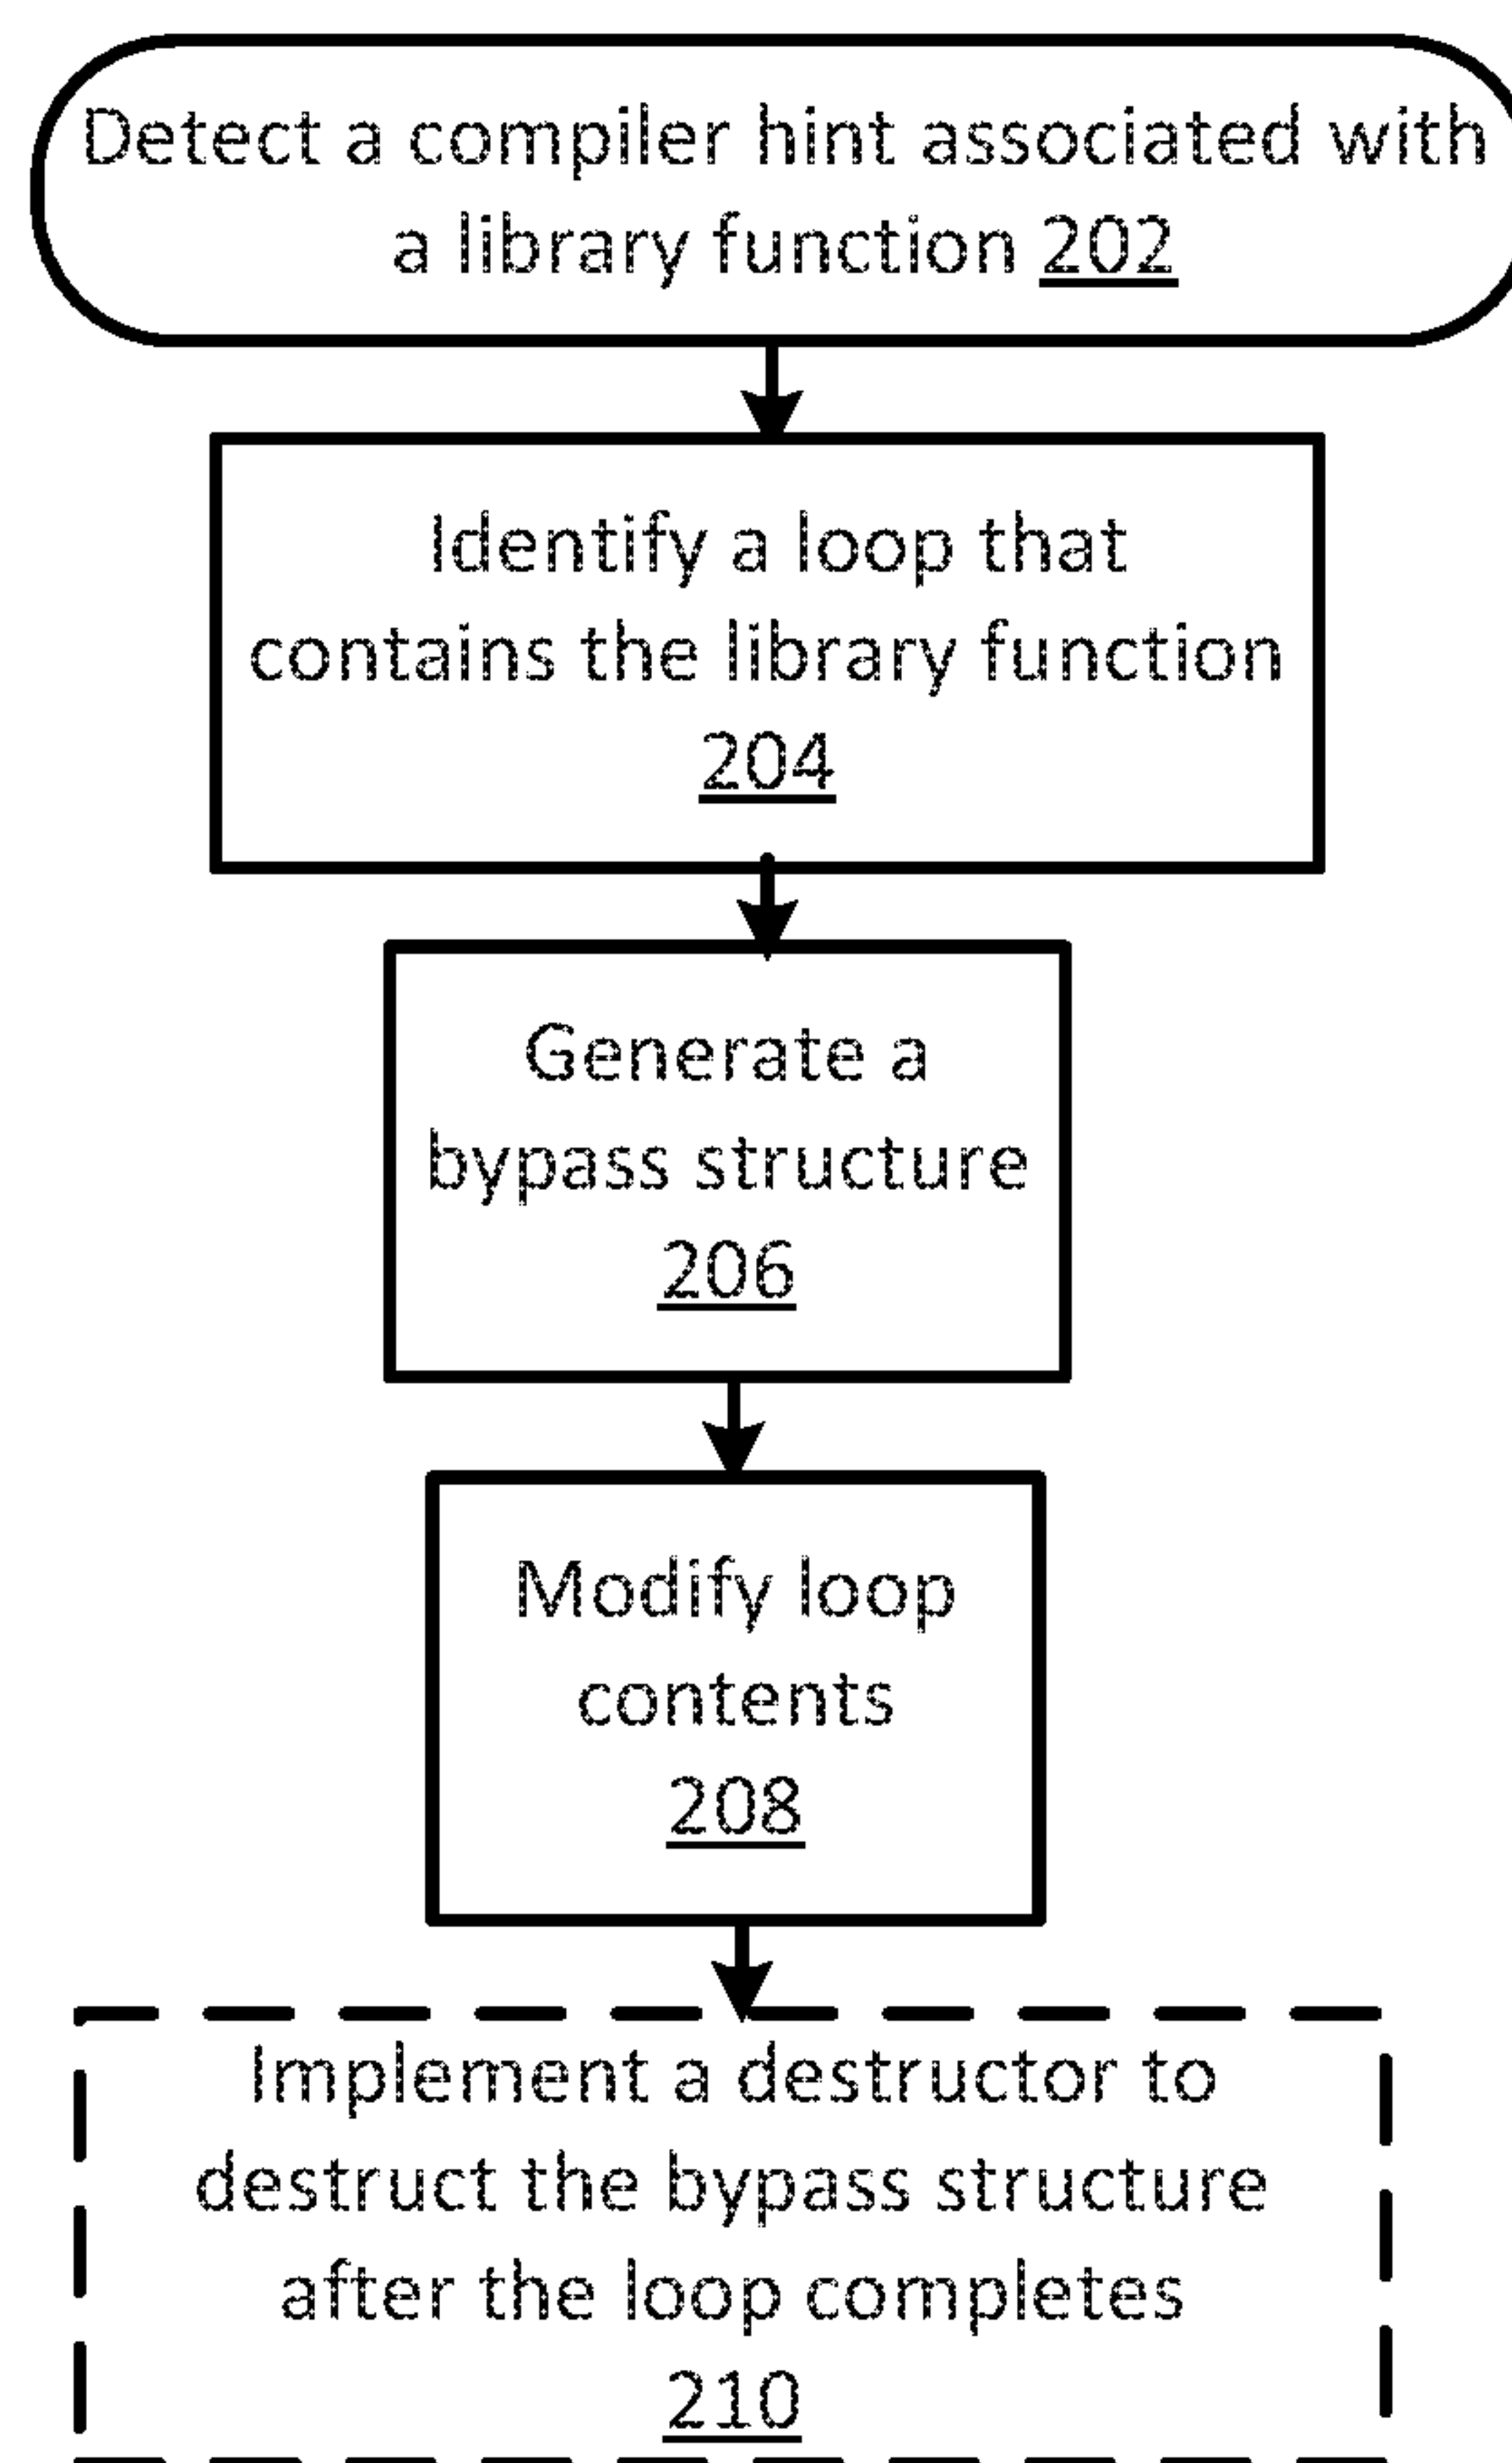 Detect a compiler hint associated with
a library function 202
Identify a loop that
contains the library function
204
Generate a
bypass structure
206
Modify loop
contents
208
Implement a destructor to
destruct the bypass structure
after the loop completes
210